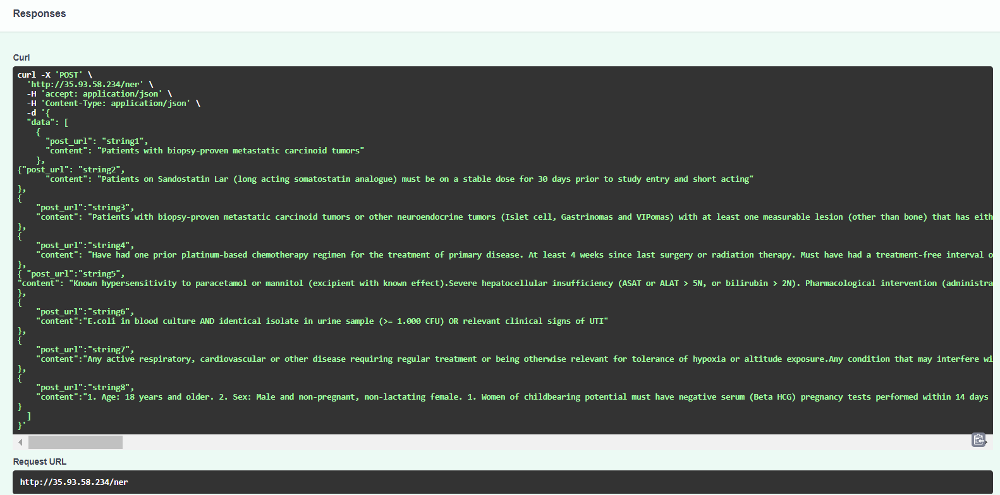 Responses
Curl
curl -X 'POST' \
'http://35.93.58.234/ner' \
-H 'accept: application/json' \
-H 'Content-Type: application/json' \
-d '{
"data": [
{
"post_url": "string1",
"content": "Patients with biopsy-proven metastatic carcinoid tumors"
},
{"post_url": "string2",
"content": "Patients on Sandostatin Lar (long acting somatostatin analogue) must be on a stable dose for 30 days prior to study entry and short acting"
},
{
"post_url":"string3",
"content": "Patients with biopsy-proven metastatic carcinoid tumors or other neuroendocrine tumors (Islet cell, Gastrinomas and VIPomas) with at least one measurable lesion (other than bone) that has eith
},
{
"post_url":"string4",
"content": "Have had one prior platinum-based chemotherapy regimen for the treatment of primary disease. At least 4 weeks since last surgery or radiation therapy. Must have had a treatment-free interval o
},
{ "post_url":"string5",
"content": "Known hypersensitivity to paracetamol or mannitol (excipient with known effect).Severe hepatocellular insufficiency (ASAT or ALAT > 5N, or bilirubin > 2N). Pharmacological intervention (administra
},
{
"post_url":"string6",
"content":"E.coli in blood culture AND identical isolate in urine sample (>= 1.000 CFU) OR relevant clinical signs of UTI"
},
{
"post_url":"string7",
"content":"Any active respiratory, cardiovascular or other disease requiring regular treatment or being otherwise relevant for tolerance of hypoxia or altitude exposure.Any condition that may interfere wi
},
{
"post_url":"string8",
"content":"1. Age: 18 years and older. 2. Sex: Male and non-pregnant, non-lactating female. 1. Women of childbearing potential must have negative serum (Beta HCG) pregnancy tests performed within 14 days
}
]
}'
Request URL
http://35.93.58.234/ner